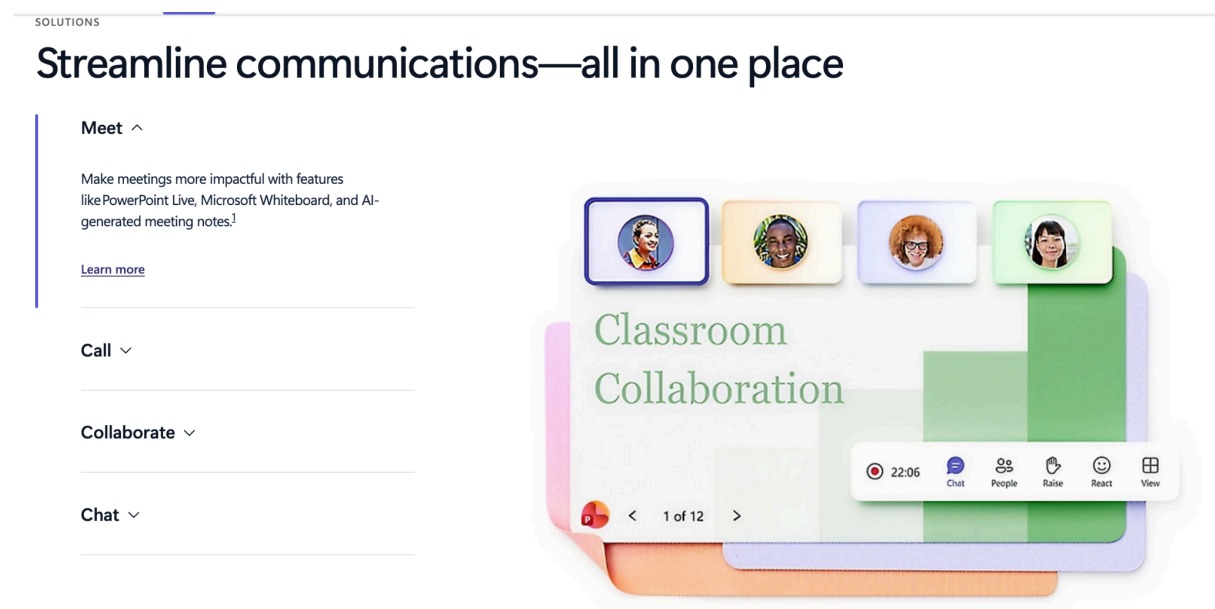 SOLUTIONS
Streamline communications—all in one place
Meet
Make meetings more impactful with features
like PowerPoint Live, Microsoft Whiteboard, and AI-
generated meeting notes.1
Learn more
Call
Collaborate
Chat
Classroom
Collaboration
22:06
Chat People Raise React View
P
1 of 12